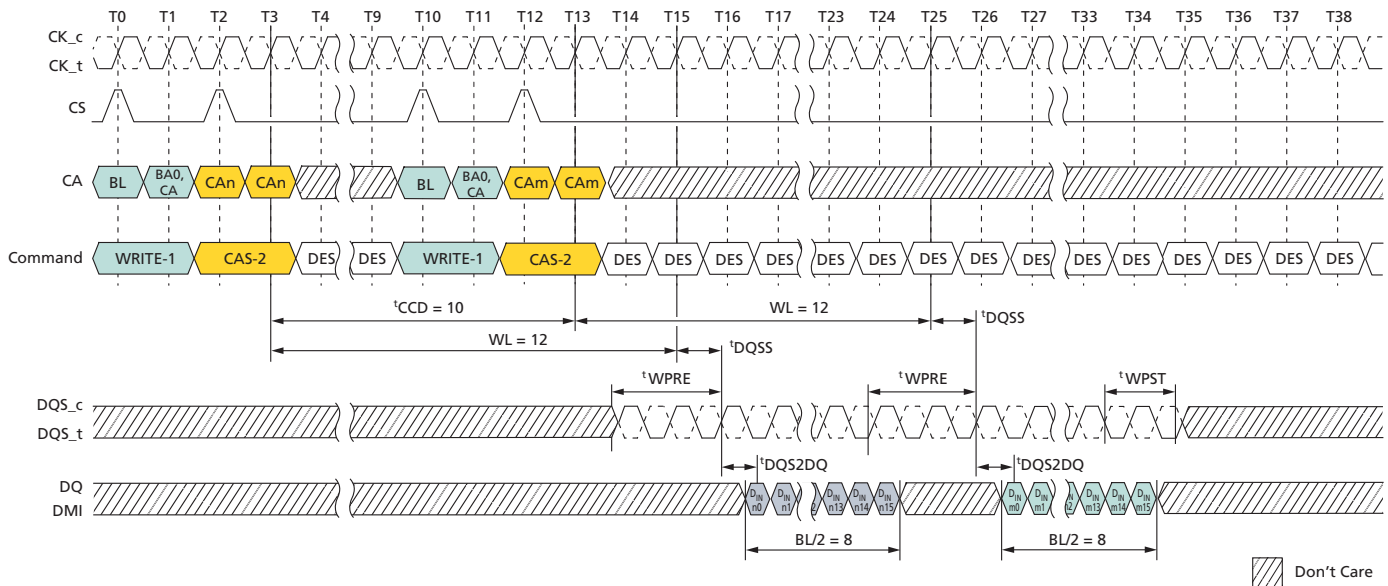 T0 T1 T2 T3 T4 T9 T10 T11 T12 T13 T14 T15 T16 T17 T23 T24 T25 T26 T27 T33 T34 T35 T36 T37 T38
CK_c
CK_t
CS
CA BL BA0, CA CAn CAn BL BA0, CA CAm CAm
Command WRITE-1 CAS-2 DES DES WRITE-1 CAS-2 DES DES DES DES DES DES DES DES DES DES DES DES DES DES DES
tCCD = 10 WL = 12 tDQSS
WL = 12 tDQSS
tWPRE tWPRE tWPST
DQS_c
DQS_t
tDQS2DQ tDQS2DQ
DQ
DMI
DIN n0 DIN n1 DIN n13 DIN n14 DIN n15 DIN m0 DIN m1 DIN m13 DIN m14 DIN m15
BL/2 = 8 BL/2 = 8
Don't Care